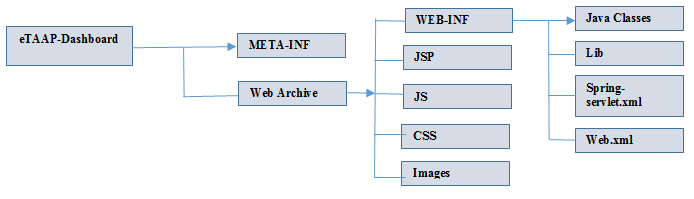 eTAAP-Dashboard
META-INF
Web Archive
WEB-INF
JSP
JS
CSS
Images
Java Classes
Lib
Spring-
servlet.xml
Web.xml